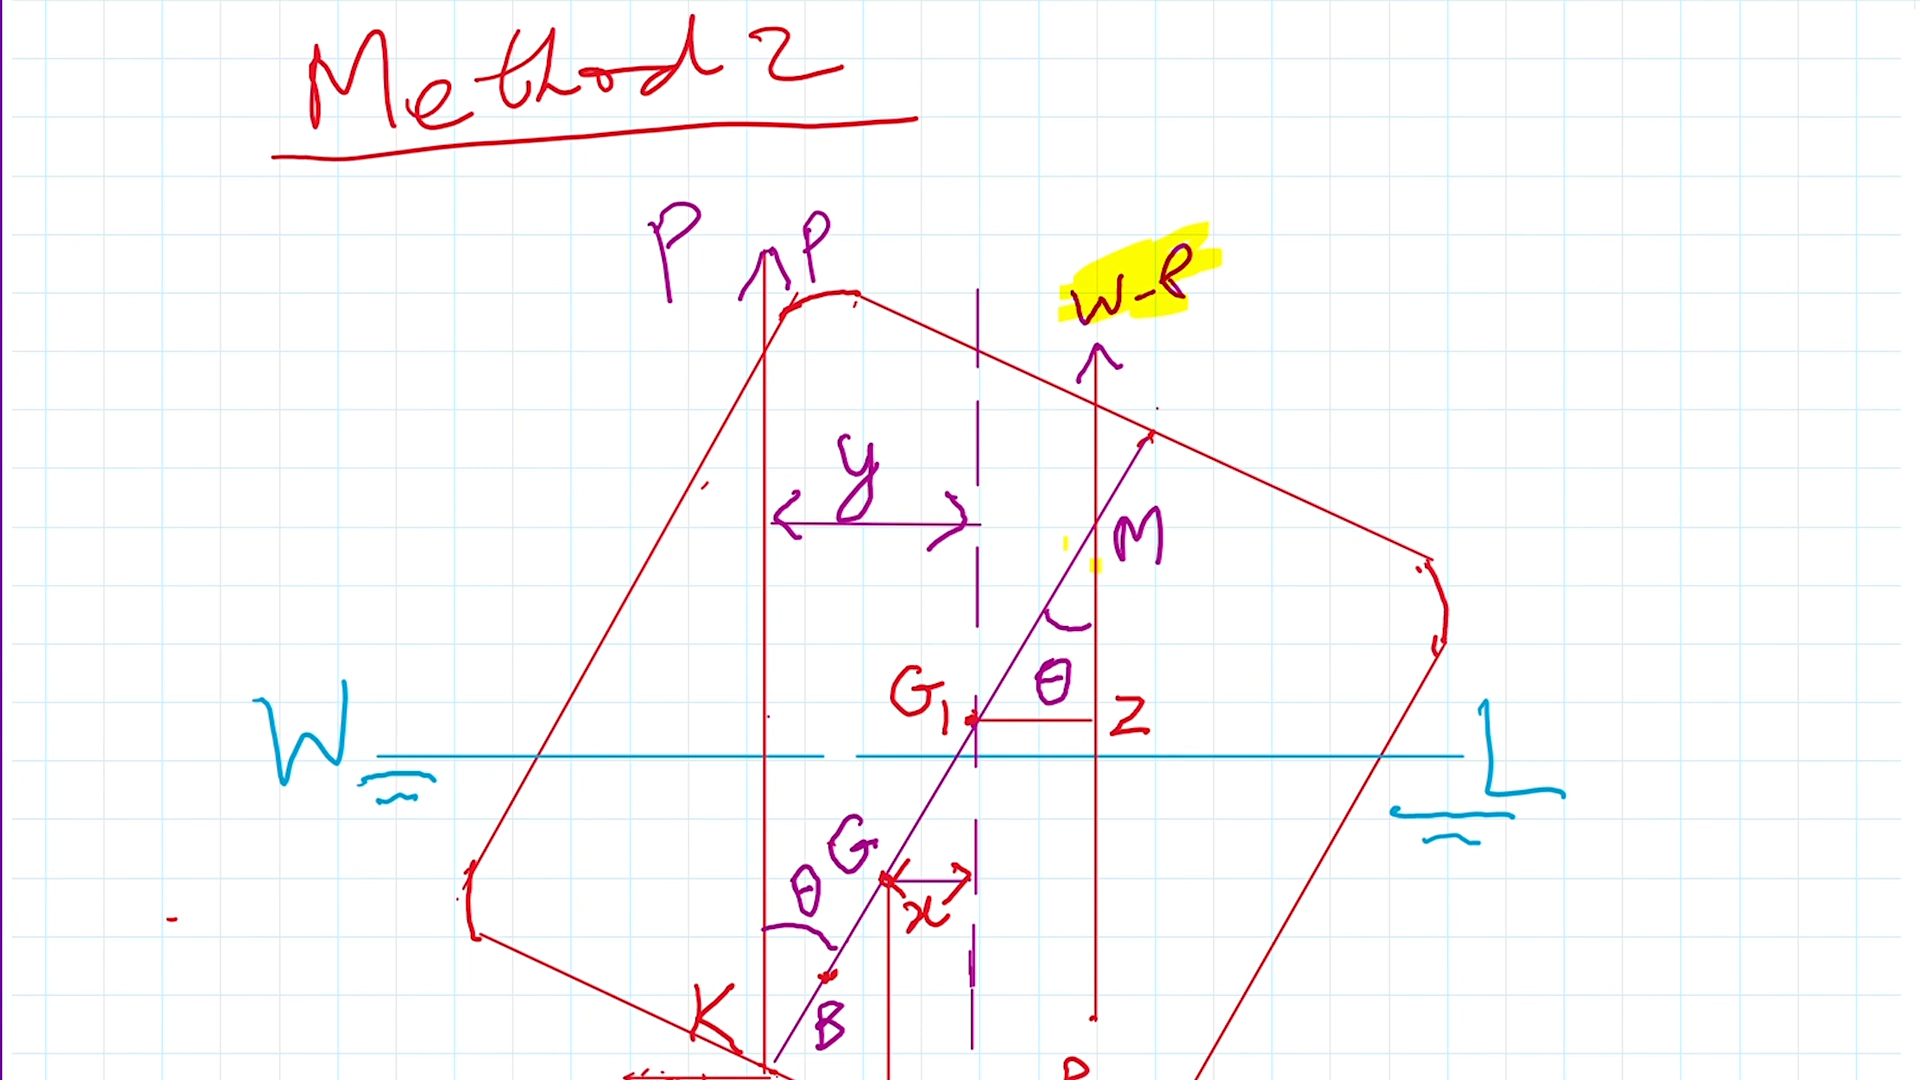 Method 2
P P
W-P
y
M
G1 θ Z
W L
θ G
x
K B